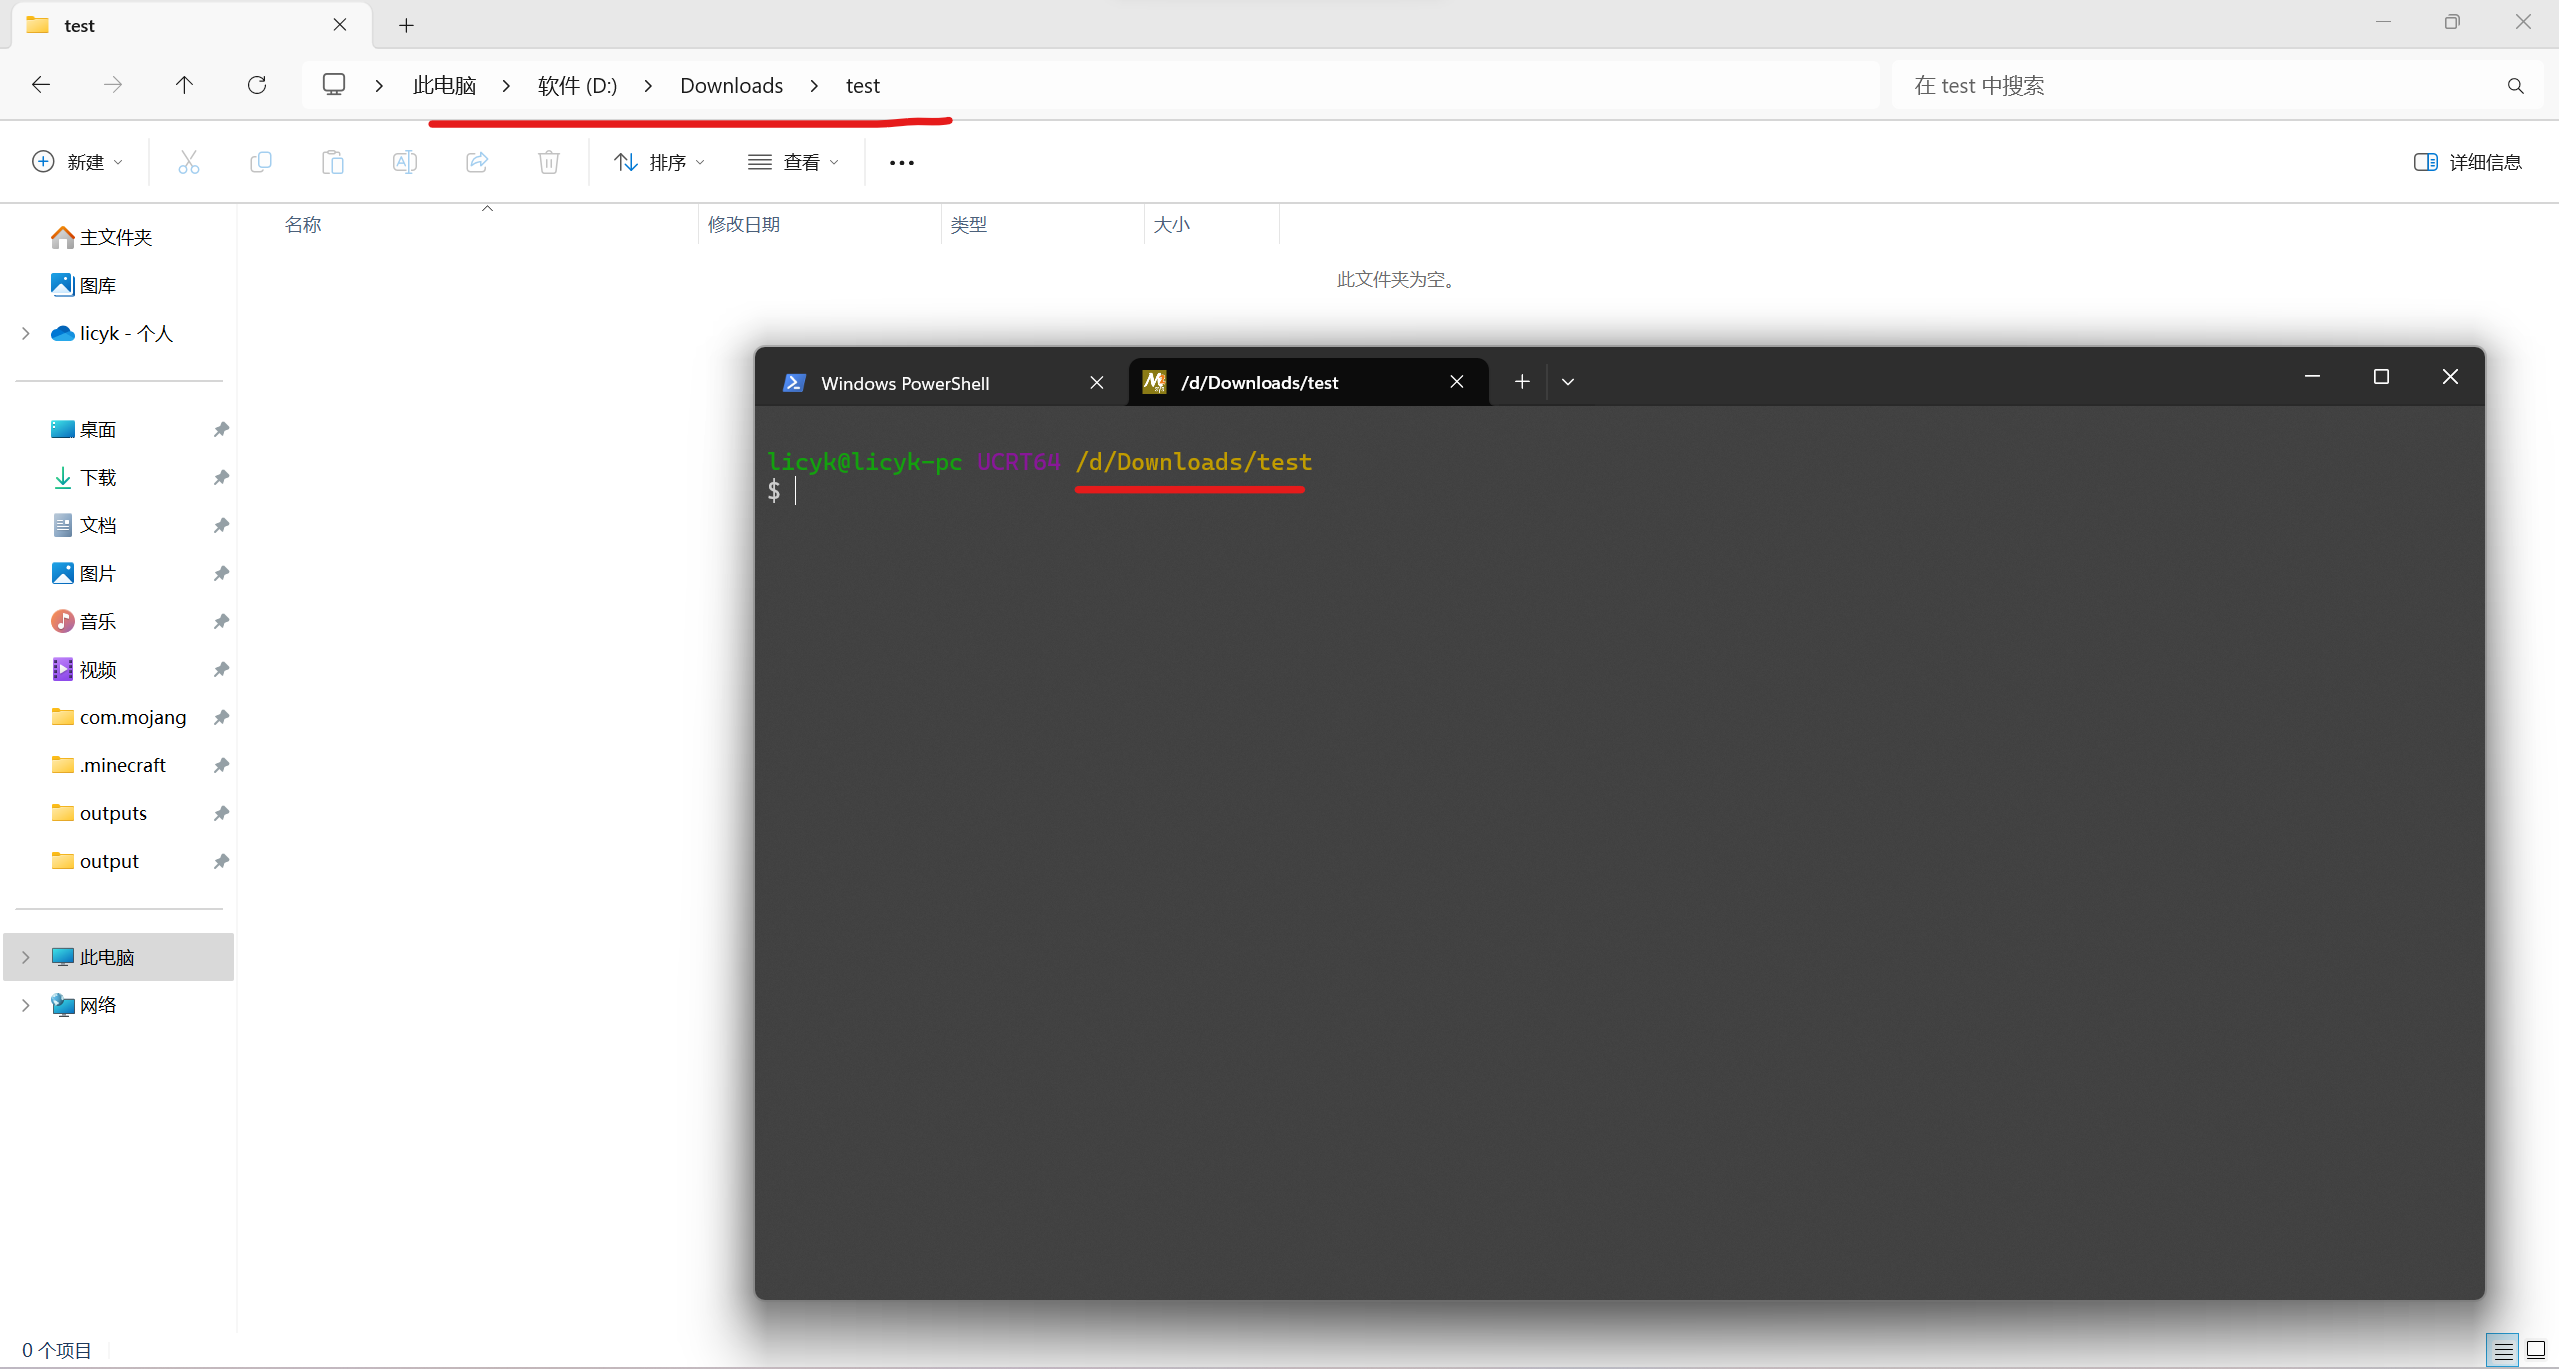 test
此电脑 软件 (D:) Downloads test
在 test 中搜索
新建 排序 查看 ••• 详细信息
名称 修改日期 类型 大小
此文件夹为空。
主文件夹
图库
licyk - 个人
桌面
下载
文档
图片
音乐
视频
com.mojang
.minecraft
outputs
output
此电脑
网络
Windows PowerShell /d/Downloads/test
licyk@licyk-pc UCRT64 /d/Downloads/test
$
0 个项目